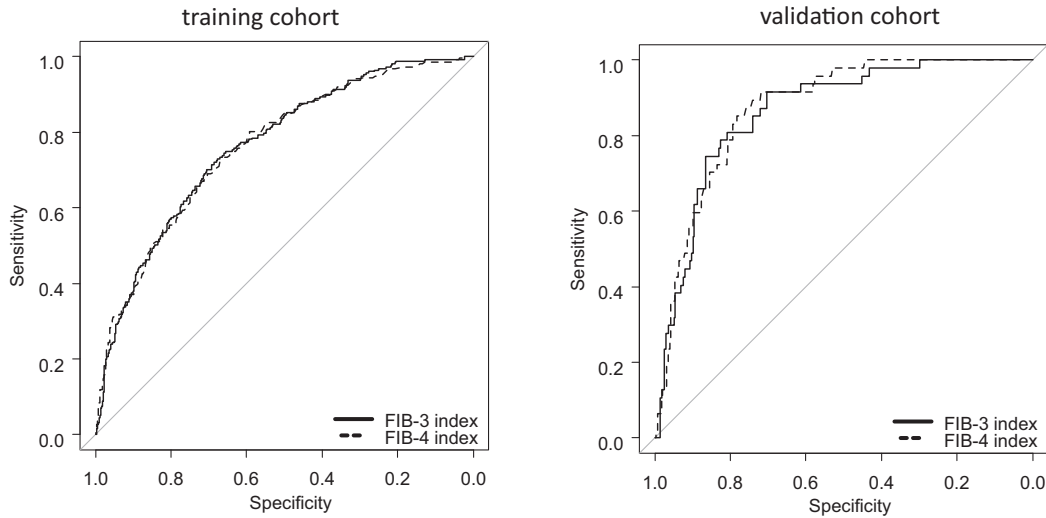 training cohort
1.0
0.8
0.6
0.4
0.2
0.0
Sensitivity
FIB-3 index
FIB-4 index
1.0 0.8 0.6 0.4 0.2 0.0
Specificity
validation cohort
1.0
0.8
0.6
0.4
0.2
0.0
Sensitivity
FIB-3 index
FIB-4 index
1.0 0.8 0.6 0.4 0.2 0.0
Specificity